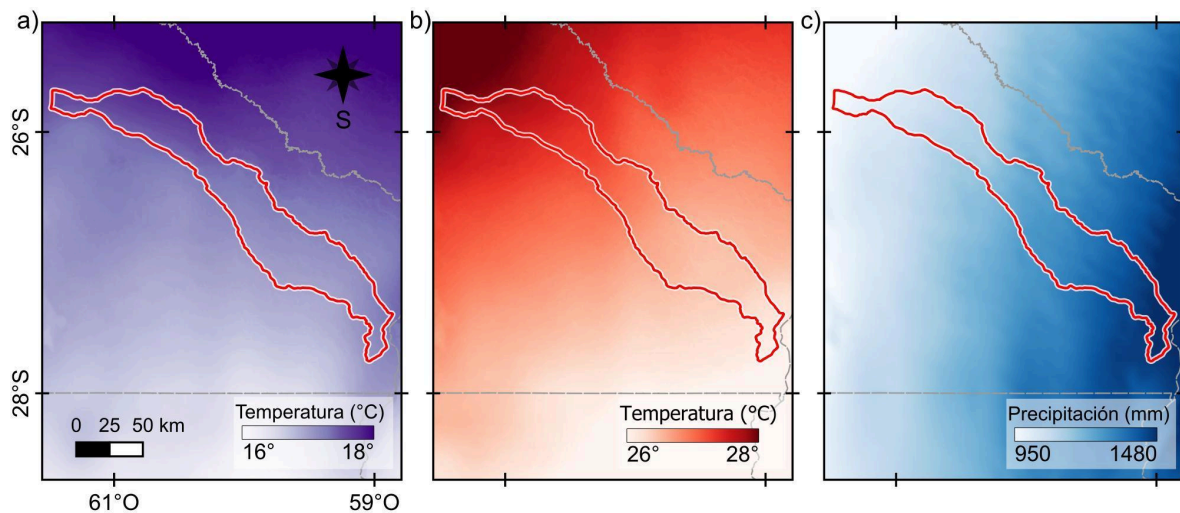 a)
b)
c)
S
26°S
28°S
0 25 50 km
Temperatura (°C)
16° 18°
Temperatura (°C)
26° 28°
Precipitación (mm)
950 1480
61°O 59°O